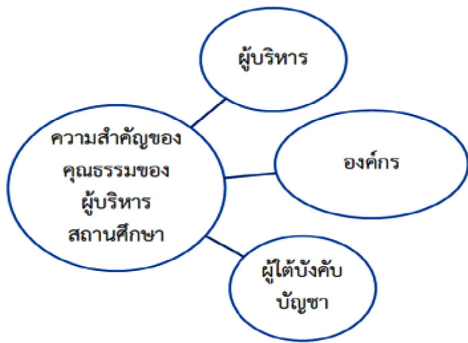 ผู้บริหาร
ความสำคัญของ
คุณธรรมของ
ผู้บริหาร
สถานศึกษา
องค์กร
ผู้ใต้บังคับ
บัญชา